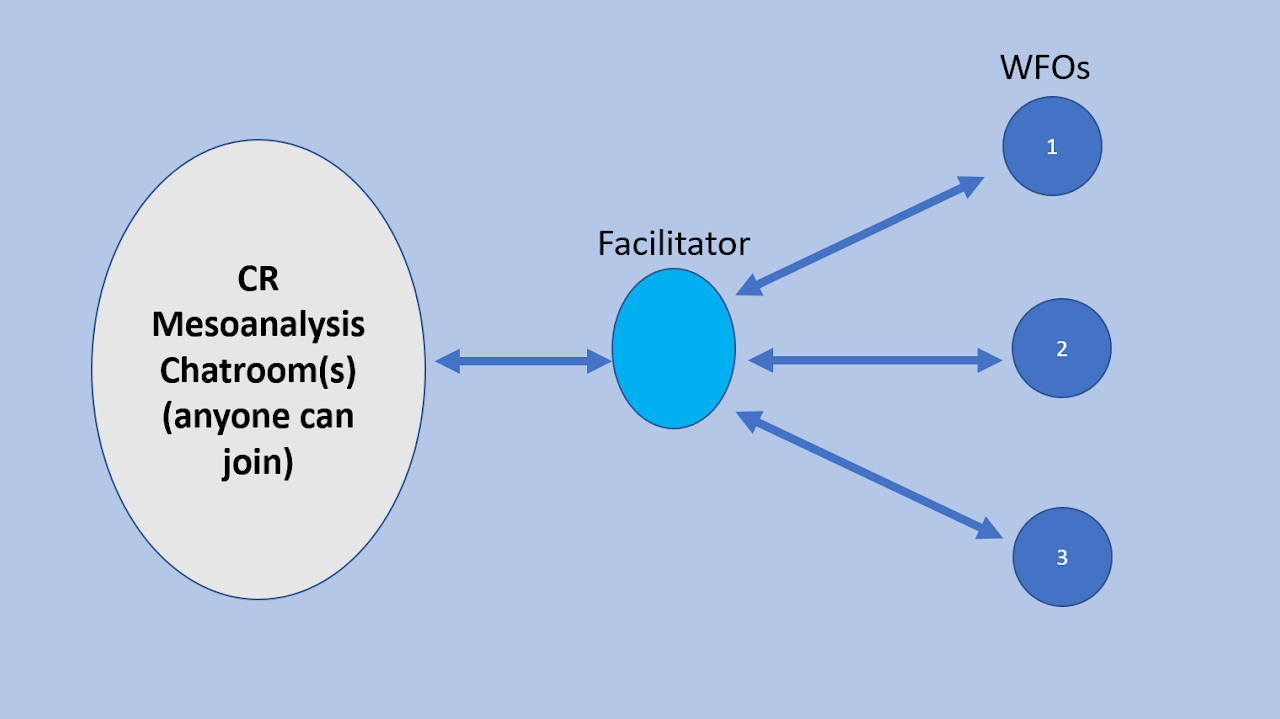 WFOs
1
Facilitator
CR
Mesoanalysis
Chatroom(s)
(anyone can
join)
2
3